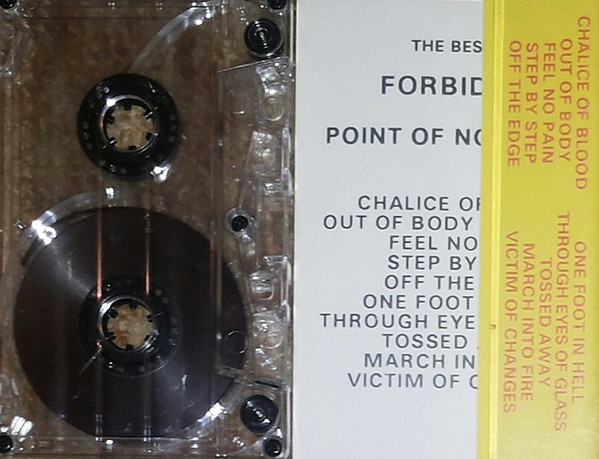 THE BES
FORBID
POINT OF NO
CHALICE OF
OUT OF BODY
FEEL NO
STEP BY
OFF THE
ONE FOOT
THROUGH EYE
TOSSED
MARCH IN
VICTIM OF C
CHALICE OF BLOOD
OUT OF BODY
FEEL NO PAIN
STEP BY STEP
OFF THE EDGE
ONE FOOT IN HELL
THROUGH EYES OF GLASS
TOSSED AWAY
MARCH INTO FIRE
VICTIM OF CHANGES